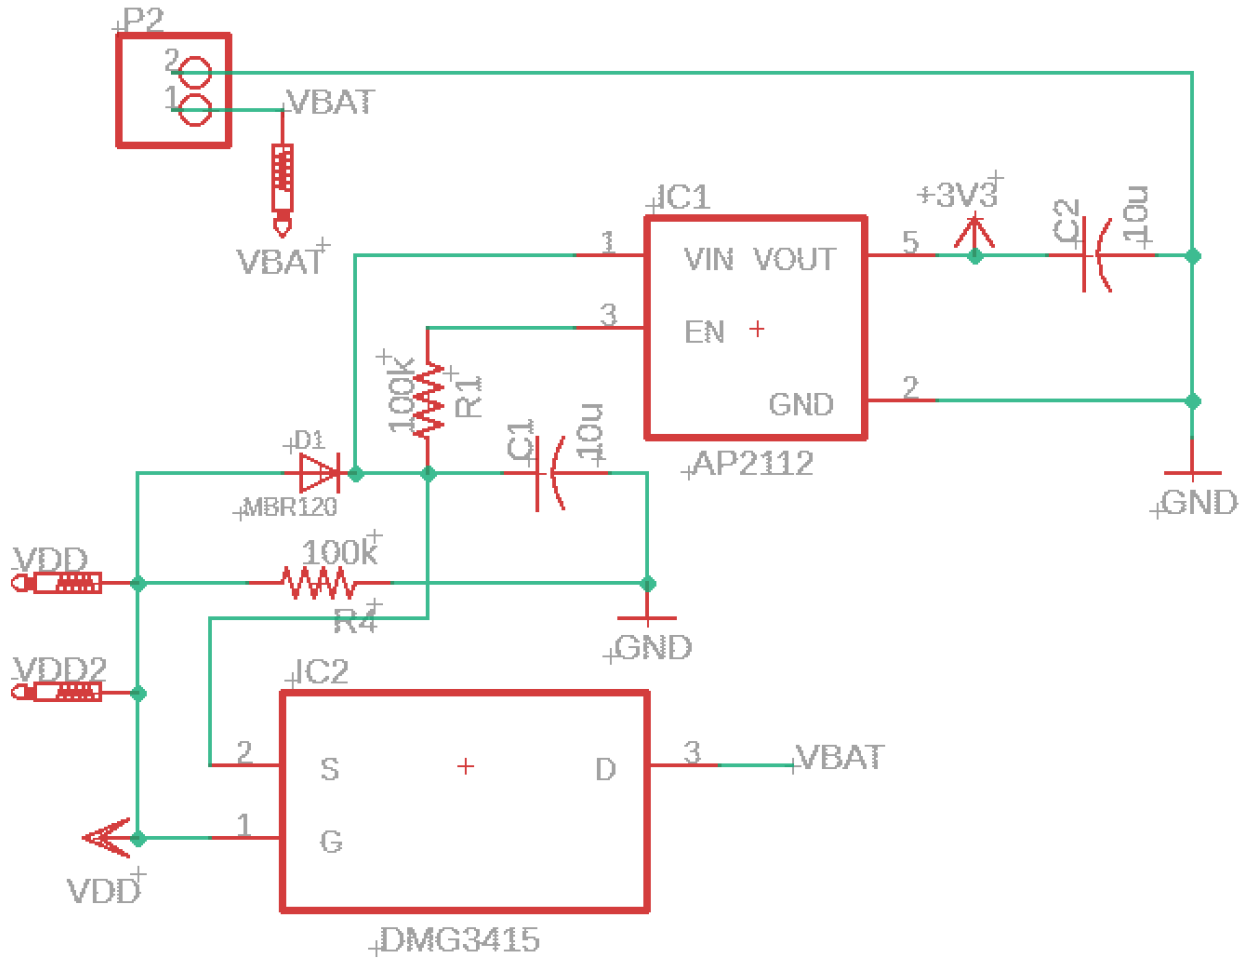 P2
2
1
VBAT
VBAT
IC1
+3V3
C2
10u
1
VIN
VOUT
5
3
EN
100k
R1
GND
2
C1
10u
AP2112
D1
MBR120
GND
VDD
100k
R4
GND
VDD2
IC2
2
S
D
3
VBAT
1
G
VDD
DMG3415